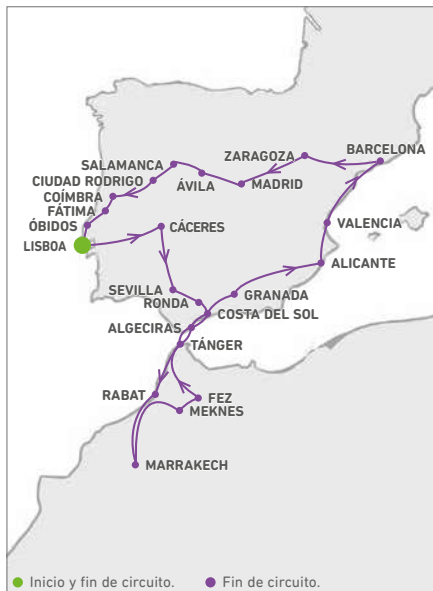 ZARAGOZA
BARCELONA
SALAMANCA
CIUDAD RODRIGO
ÁVILA
MADRID
COÍMBRA
FÁTIMA
ÓBIDOS
CÁCERES
VALENCIA
LISBOA
ALICANTE
SEVILLA
GRANADA
RONDA
COSTA DEL SOL
ALGECIRAS
TÁNGER
RABAT
FEZ
MEKNES
MARRAKECH
Inicio y fin de circuito. Fin de circuito.